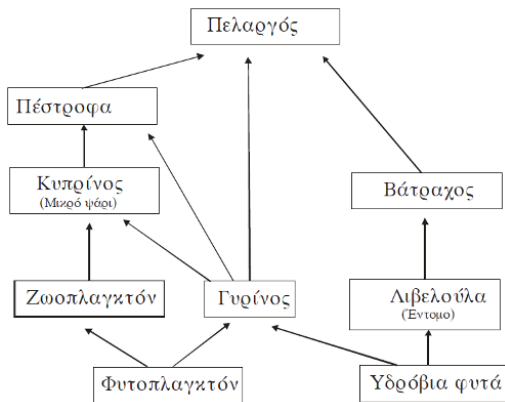 Πελαργός
Πέστροφα
Κυπρίνος
(Μικρό ψάρι)
Βάτραχος
Ζωοπλαγκτόν
Γυρίνος
Λιβελούλα
(Έντομο)
Φυτοπλαγκτόν
Υδρόβια φυτά